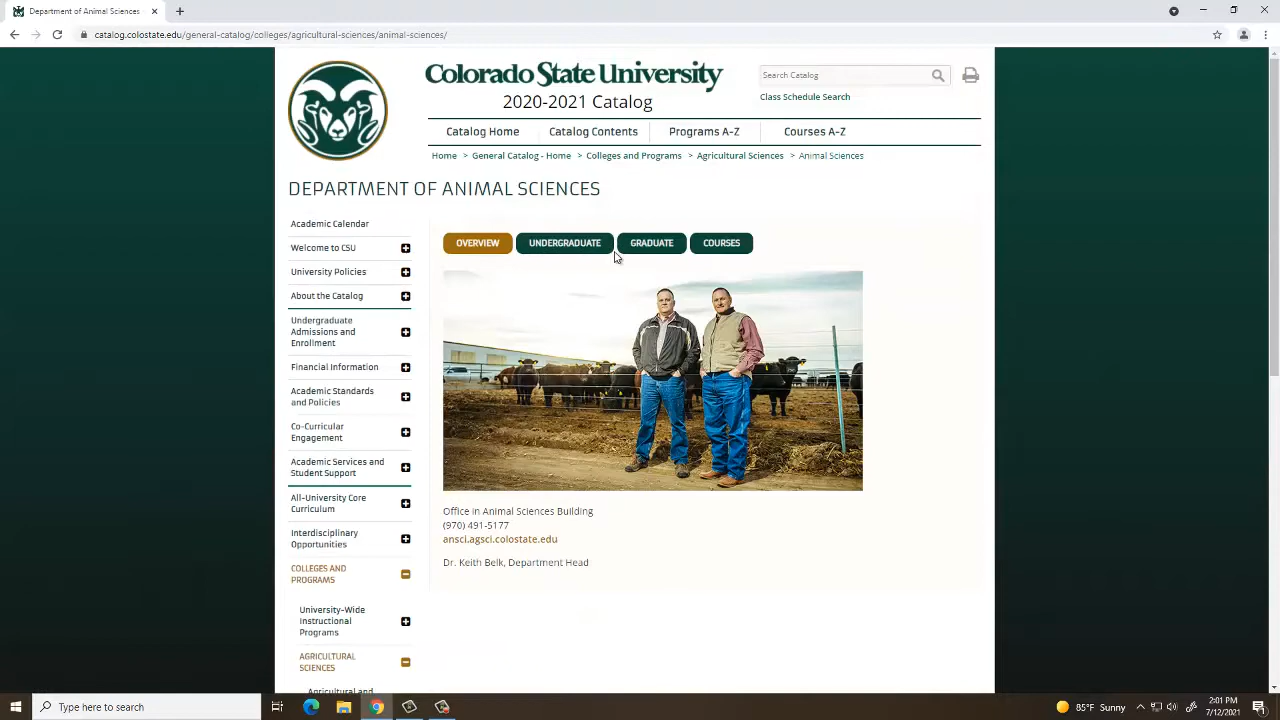 Department of Animal Sciences
catalog.colostate.edu/general-catalog/colleges/agricultural-sciences/animal-sciences/
Colorado State University
2020-2021 Catalog
Search Catalog
Class Schedule Search
Catalog Home
Catalog Contents
Programs A-Z
Courses A-Z
Home > General Catalog - Home > Colleges and Programs > Agricultural Sciences > Animal Sciences
DEPARTMENT OF ANIMAL SCIENCES
Academic Calendar
Welcome to CSU
University Policies
About the Catalog
Undergraduate
Admissions and
Enrollment
Financial Information
Academic Standards
and Policies
Co-Curricular
Engagement
Academic Services and
Student Support
All-University Core
Curriculum
Interdisciplinary
Opportunities
COLLEGES AND
PROGRAMS
University-Wide
Instructional
Programs
AGRICULTURAL
SCIENCES
Agricultural and
OVERVIEW
UNDERGRADUATE
GRADUATE
COURSES
Office in Animal Sciences Building
(970) 491-5177
ansci.agsci.colostate.edu
Dr. Keith Belk, Department Head
Type here to search
85°F Sunny
2:01 PM
7/12/2021